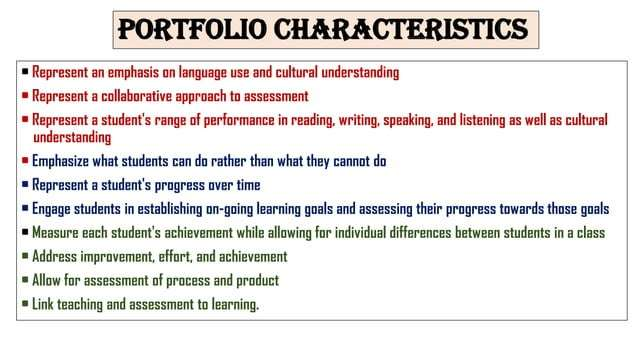 PORTFOLIO CHARACTERISTICS
▪ Represent an emphasis on language use and cultural understanding
▪ Represent a collaborative approach to assessment
▪ Represent a student's range of performance in reading, writing, speaking, and listening as well as cultural
understanding
▪ Emphasize what students can do rather than what they cannot do
▪ Represent a student's progress over time
▪ Engage students in establishing on-going learning goals and assessing their progress towards those goals
▪ Measure each student's achievement while allowing for individual differences between students in a class
▪ Address improvement, effort, and achievement
▪ Allow for assessment of process and product
▪ Link teaching and assessment to learning.